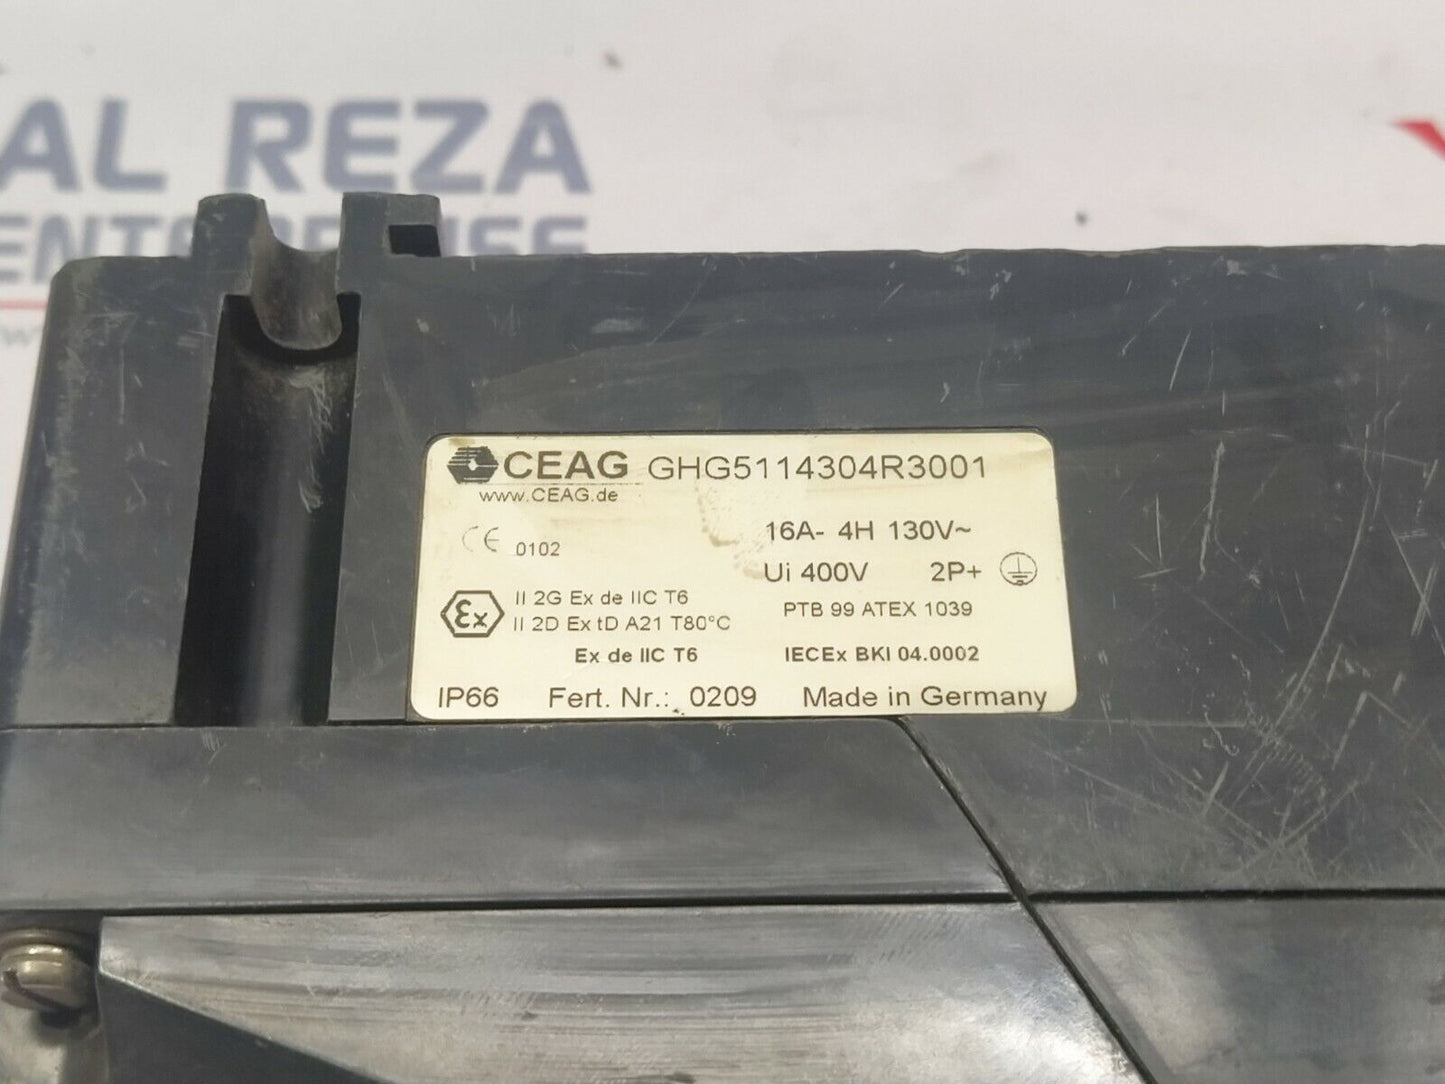 AL REZA
CEAG GHG5114304R3001
www.CEAG.de
CE 0102
16A- 4H 130V~
Ui 400V 2P+
Ex
II 2G Ex de IIC T6
II 2D Ex tD A21 T80°C
PTB 99 ATEX 1039
Ex de IIC T6 IECEx BKI 04.0002
IP66 Fert. Nr.: 0209 Made in Germany